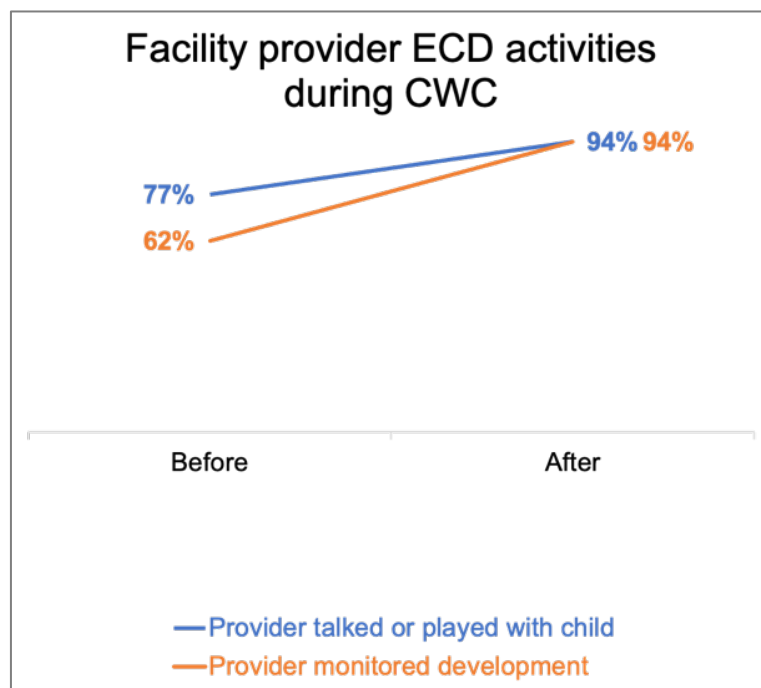 Facility provider ECD activities
during CWC
94% 94%
77%
62%
Before After
Provider talked or played with child
Provider monitored development